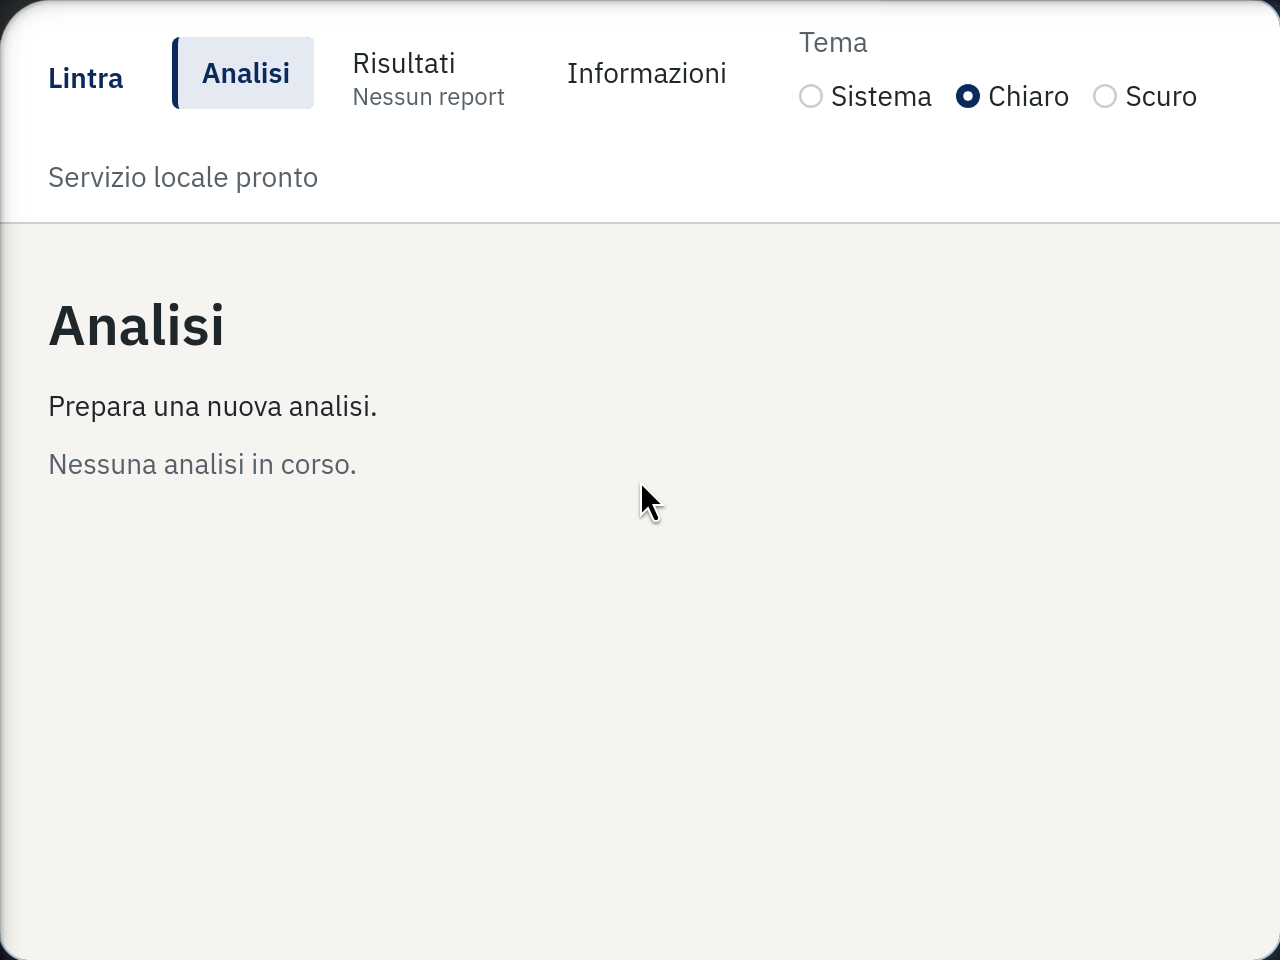 Lintra
Analisi
Risultati
Nessun report
Informazioni
Tema
Sistema
Chiaro
Scuro
Servizio locale pronto
Analisi
Prepara una nuova analisi.
Nessuna analisi in corso.